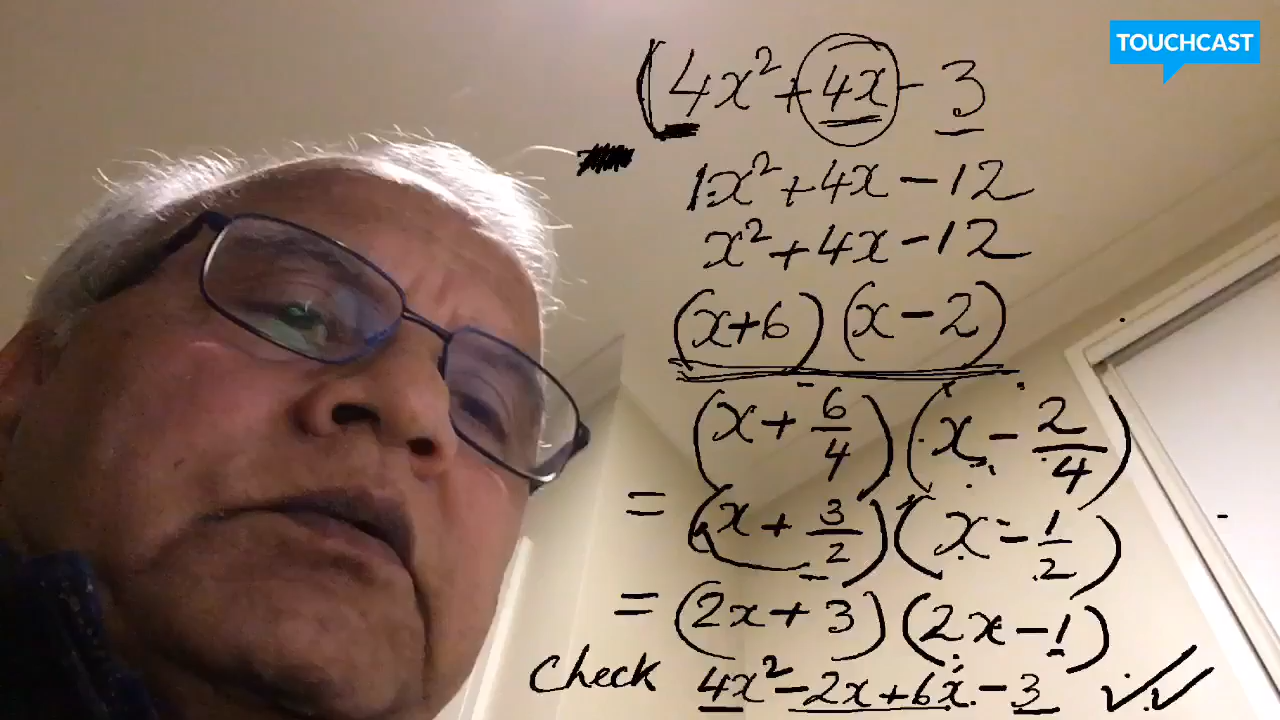 TOUCHCAST
(4x² + 4x - 3
1x² + 4x - 12
x² + 4x - 12
(x+6)(x-2)
(x + 6/4)(x - 2/4)
= (x + 3/2)(x - 1/2)
= (2x + 3)(2x - 1)
Check 4x² - 2x + 6x - 3 ✓✓